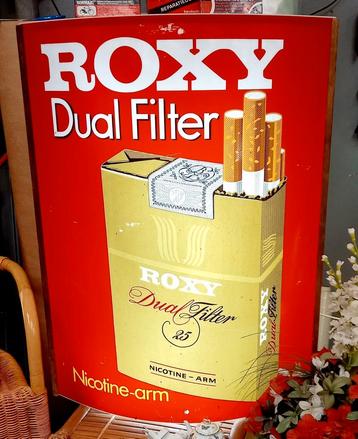 ROXY
Dual Filter
ROXY
Dual Filter
25
NICOTINE-ARM
ROXY
Dual Filter
Nicotine-arm